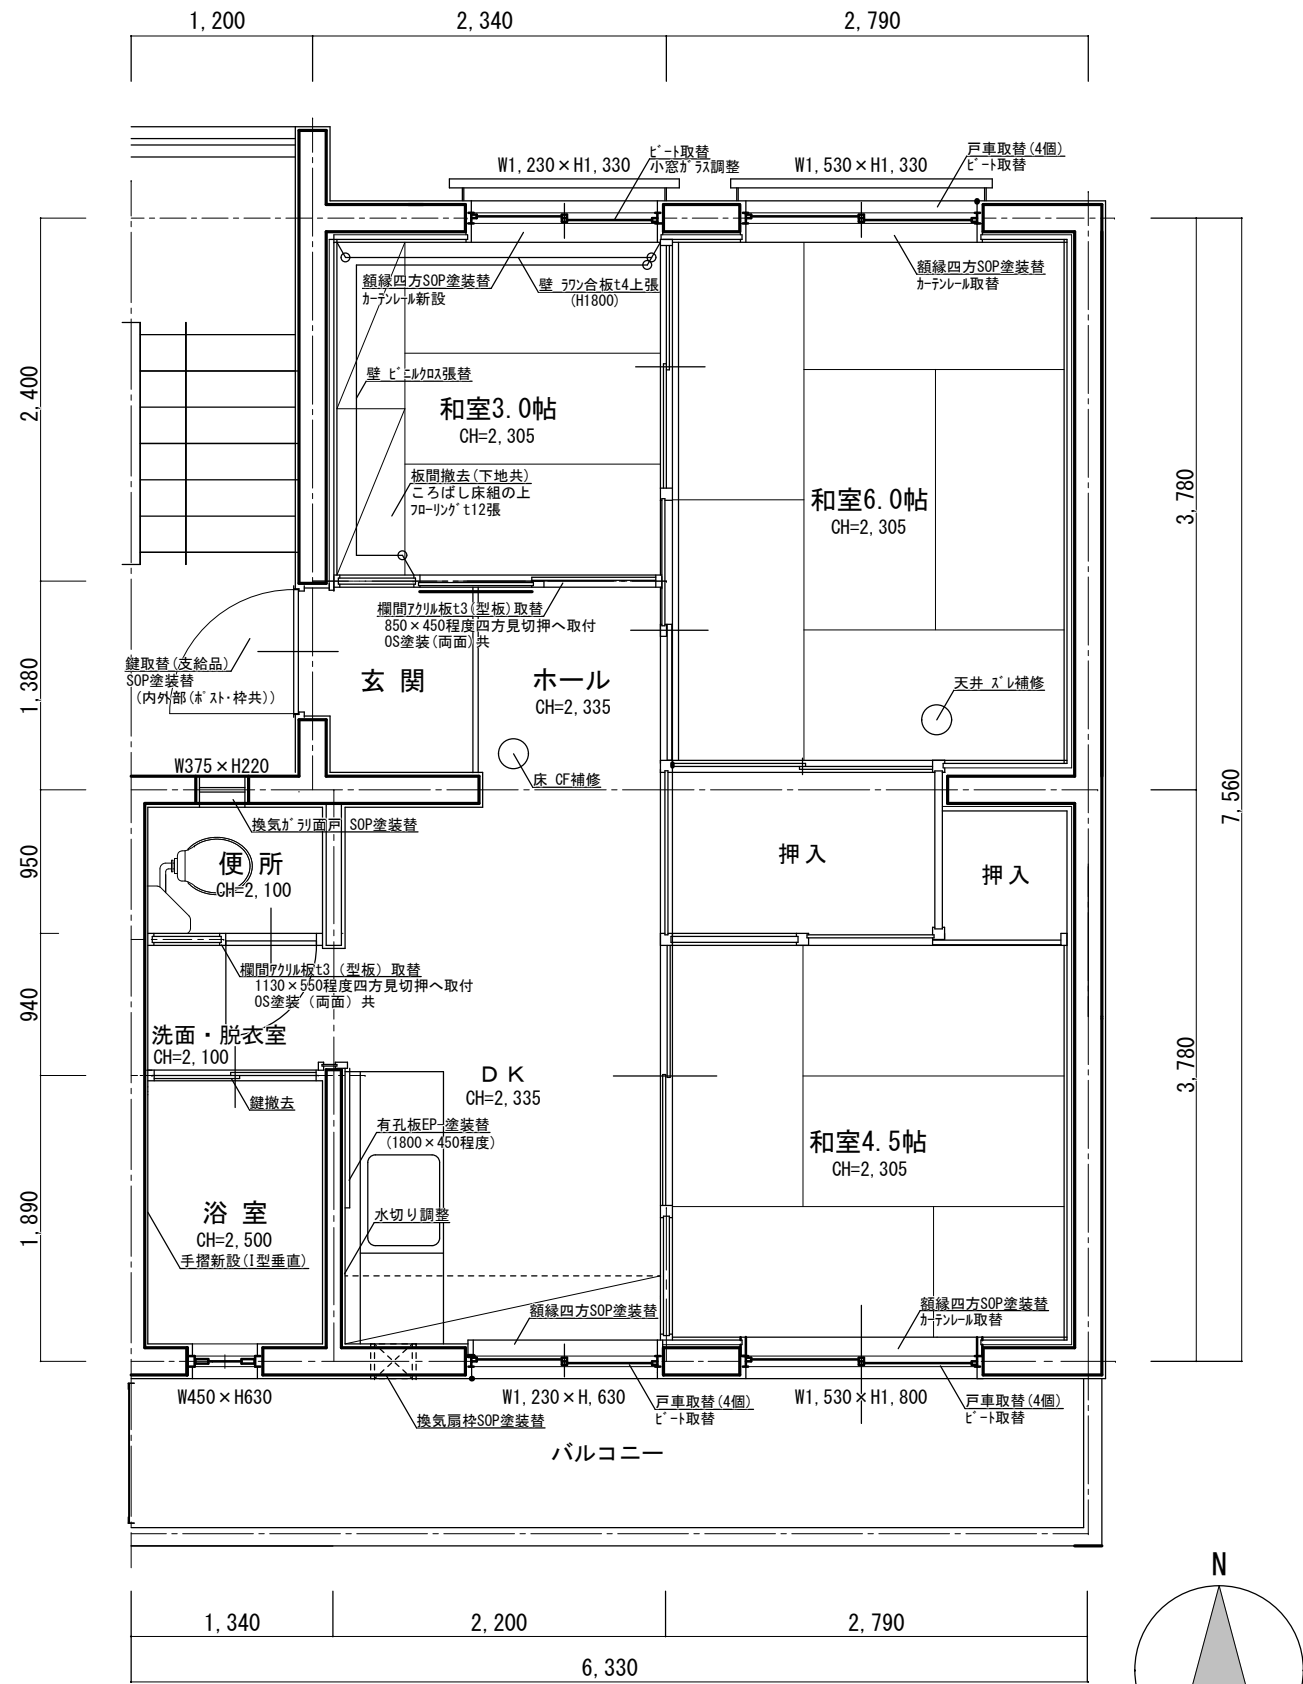 1,200
2,340
2,790
W1,230×H1,330
ビート取替
小窓ガラス調整
W1,530×H1,330
戸車取替(4個)
ビート取替
額縁四方SOP塗装替
カーテンレール新設
壁 ラワン合板t4上張
(H1800)
額縁四方SOP塗装替
カーテンレール取替
2,400
壁 ビニルクロス張替
和室3.0帖
CH=2,305
板間撤去(下地共)
ころばし床組の上
フローリングt12張
和室6.0帖
CH=2,305
3,780
欄間アクリル板t3(型板)取替
850×450程度四方見切押へ取付
OS塗装(両面)共
1,380
鍵取替(支給品)
SOP塗装替
(内外部(ポスト・枠共))
玄関
ホール
CH=2,335
天井 ズレ補修
W375×H220
床 CF補修
7,560
換気ガラリ面戸 SOP塗装替
950
便所
CH=2,100
押入
押入
欄間アクリル板t3(型板)取替
1130×550程度四方見切押へ取付
OS塗装(両面)共
940
洗面・脱衣室
CH=2,100
DK
CH=2,335
3,780
鍵撤去
有孔板EP-塗装替
(1800×450程度)
和室4.5帖
CH=2,305
1,890
浴室
CH=2,500
手摺新設(I型垂直)
水切り調整
額縁四方SOP塗装替
額縁四方SOP塗装替
カーテンレール取替
W450×H630
換気扇枠SOP塗装替
W1,230×H,630
戸車取替(4個)
ビート取替
W1,530×H1,800
戸車取替(4個)
ビート取替
バルコニー
N
1,340
2,200
2,790
6,330